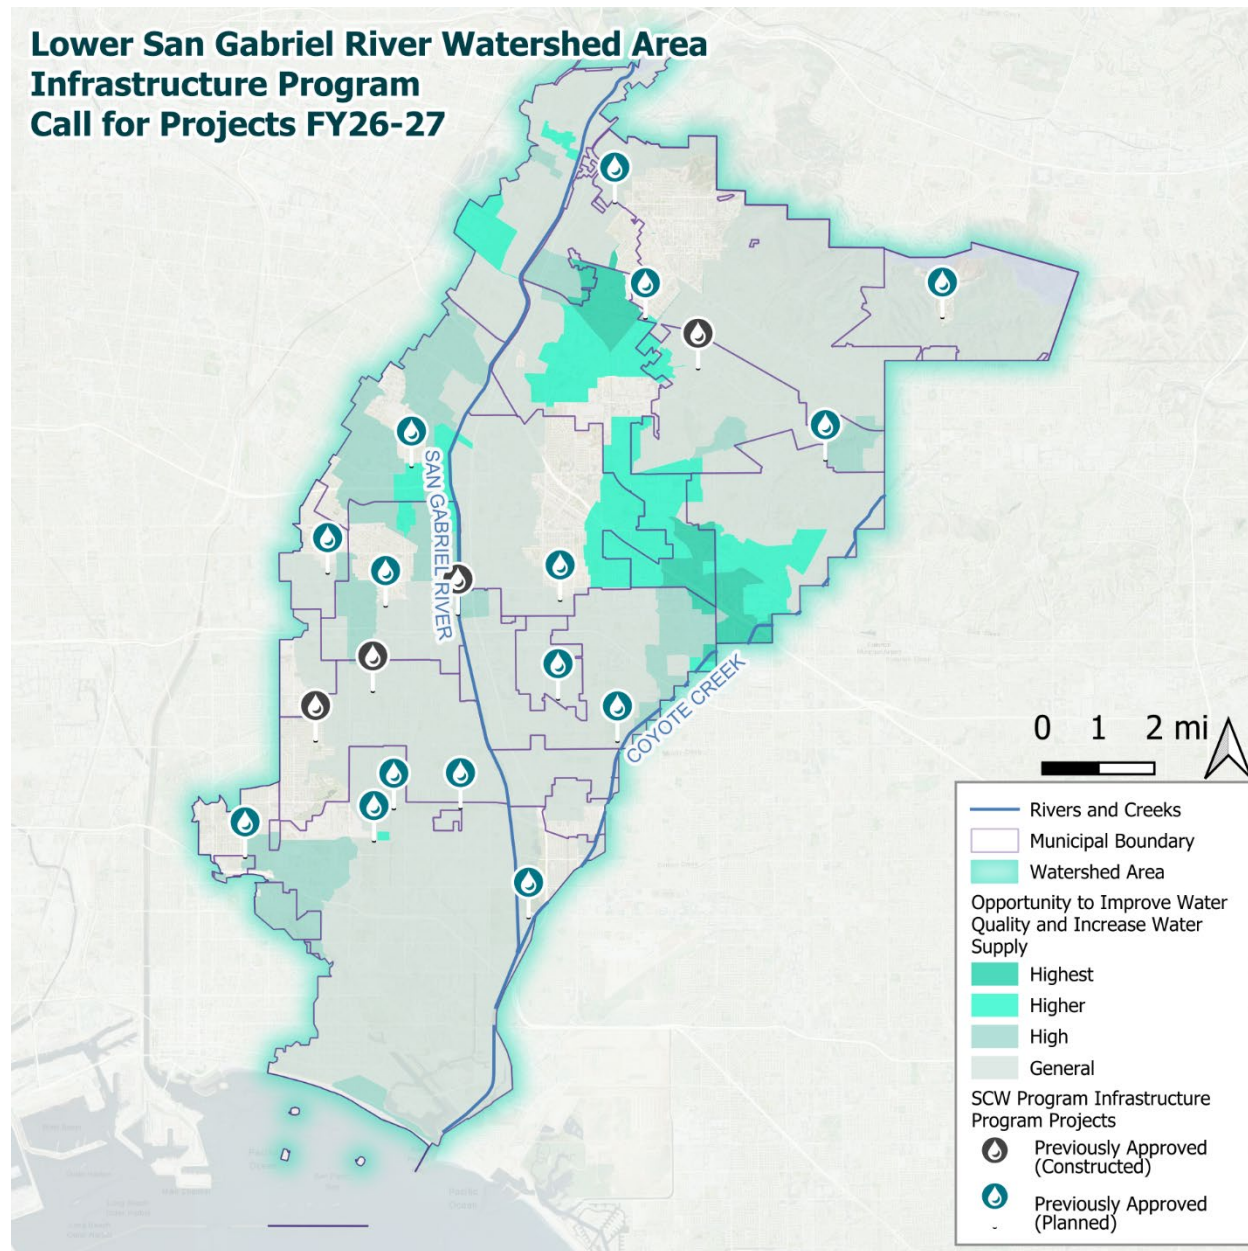 Lower San Gabriel River Watershed Area
Infrastructure Program
Call for Projects FY26-27
SAN GABRIEL RIVER
COYOTE CREEK
0 1 2 mi
Rivers and Creeks
Municipal Boundary
Watershed Area
Opportunity to Improve Water
Quality and Increase Water
Supply
Highest
Higher
High
General
SCW Program Infrastructure
Program Projects
Previously Approved
(Constructed)
Previously Approved
(Planned)